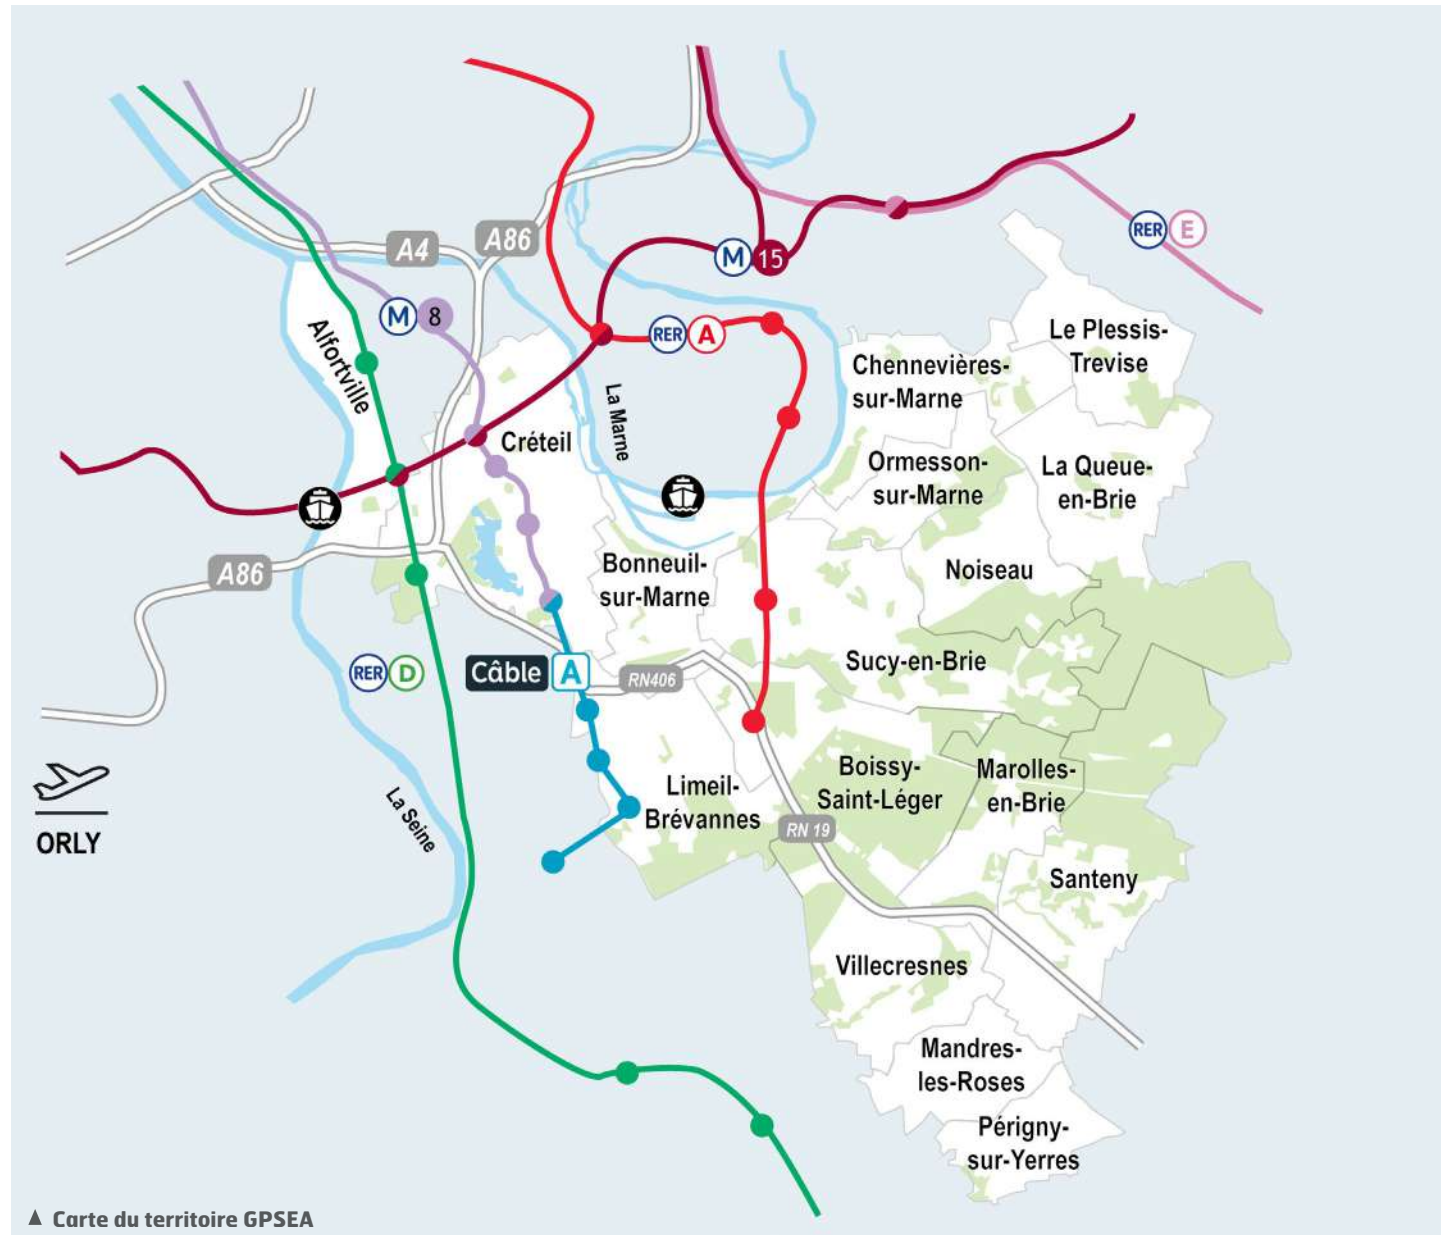 A4
A86
RER E
M 15
M 8
RER A
Alfortville
Le Plessis-
Trevise
Chennevières-
sur-Marne
La Marne
Créteil
Ormesson-
sur-Marne
La Queue-
en-Brie
A86
Bonneuil-
sur-Marne
Noiseau
RER D
Câble A
RN406
Sucy-en-Brie
ORLY
La Seine
Limeil-
Brévannes
Boissy-
Saint-Léger
Marolles-
en-Brie
RN 19
Santeny
Villecresnes
Mandres-
les-Roses
Périgny-
sur-Yerres
▲ Carte du territoire GPSEA